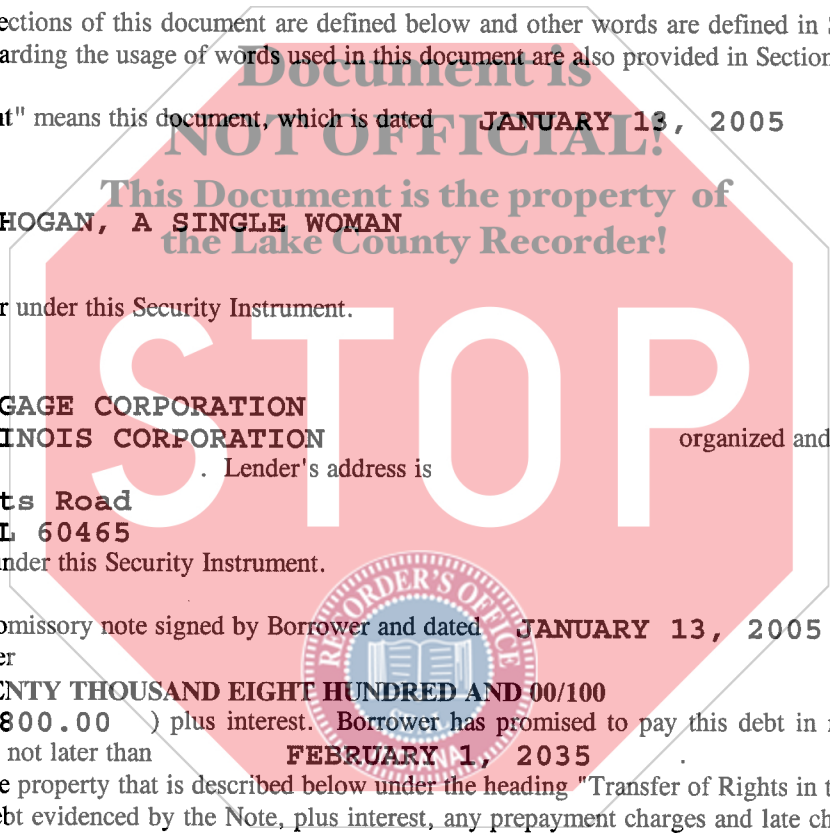 ections of this document are defined below and other words are defined in
arding the usage of words used in this document are also provided in Section
Document is
t" means this document, which is dated JANUARY 13, 2005
NOT OFFICIAL!
This Document is the property of
HOGAN, A SINGLE WOMAN
the Lake County Recorder!
r under this Security Instrument.
STOP
GAGE CORPORATION
INOIS CORPORATION organized and
. Lender's address is
ts Road
L 60465
nder this Security Instrument.
RECORDER'S OFFICE
omissory note signed by Borrower and dated JANUARY 13, 2005
er
ENTY THOUSAND EIGHT HUNDRED AND 00/100
800.00 ) plus interest. Borrower has promised to pay this debt in
not later than FEBRUARY 1, 2035 .
e property that is described below under the heading "Transfer of Rights in t
ebt evidenced by the Note, plus interest, any prepayment charges and late ch